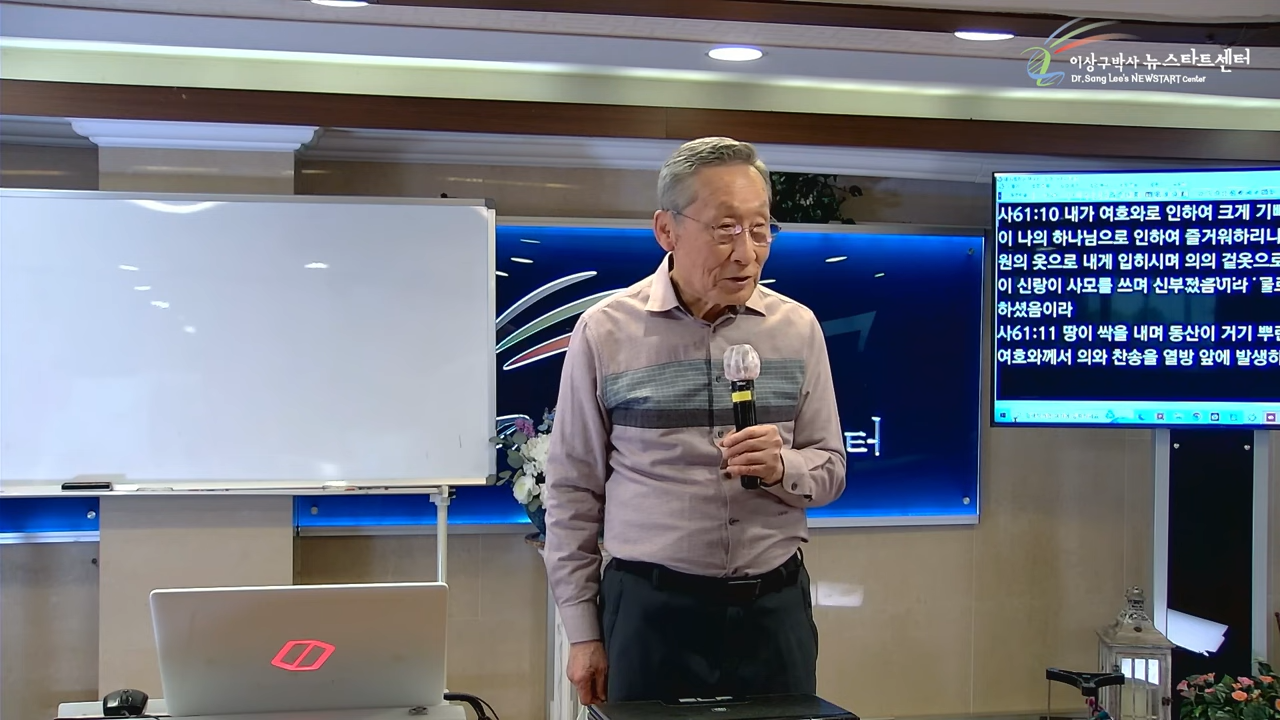 이상구박사 뉴스타트센터
Dr. Sang Lee's NEWSTART Center
사61:10 내가 여호와로 인하여 크게 기뻐
이 나의 하나님으로 인하여 즐거워하리니
원의 옷으로 내게 입히시며 의의 겉옷으로
이 신랑이 사모를 쓰며 신부
하셨음이라
사61:11 땅이 싹을 내며 동산이 거기 뿌린
여호와께서 의와 찬송을 열방 앞에 발생하
터